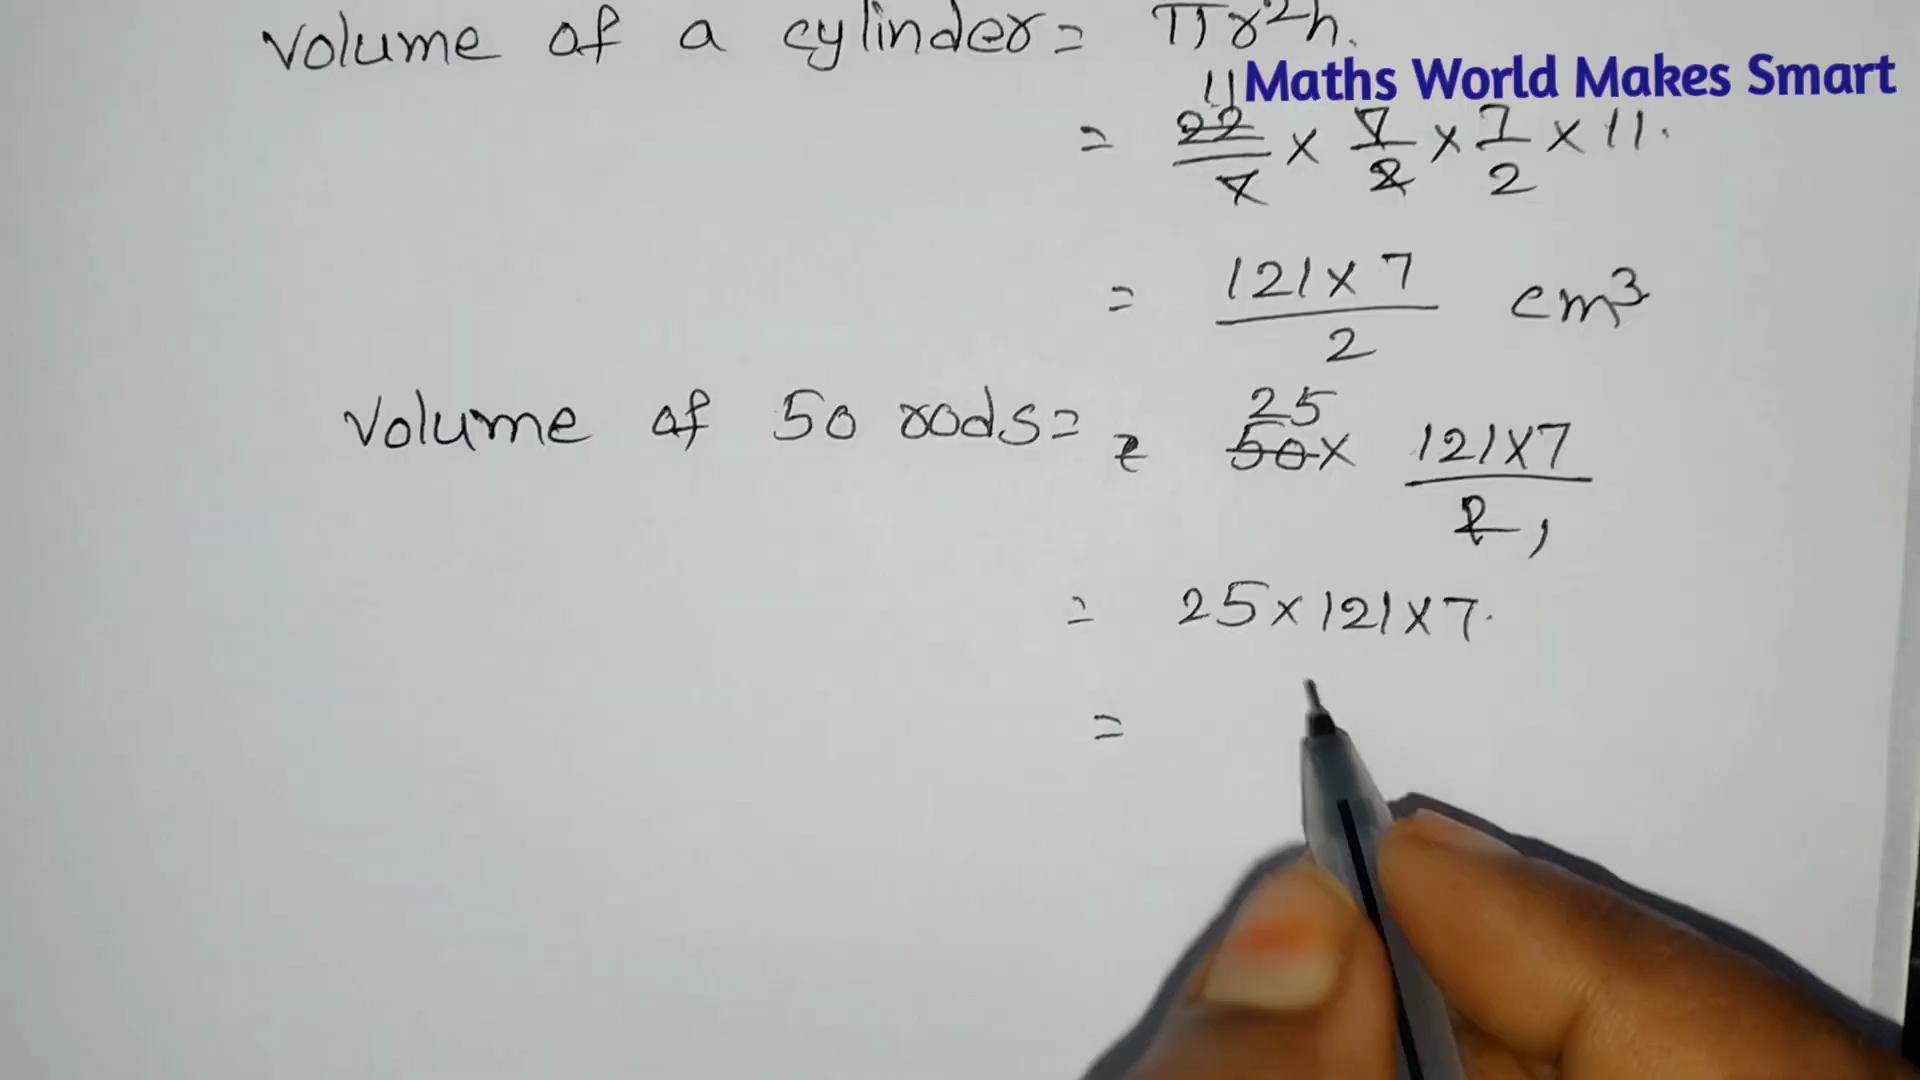 Volume of a cylinder = πr²h.
Maths World Makes Smart
11
= 22/7 × 7/2 × 7/2 × 11.
= 121×7/2 cm³
25
Volume of 50 rods = = 50× 121×7/2 1
= 25×121×7.
=